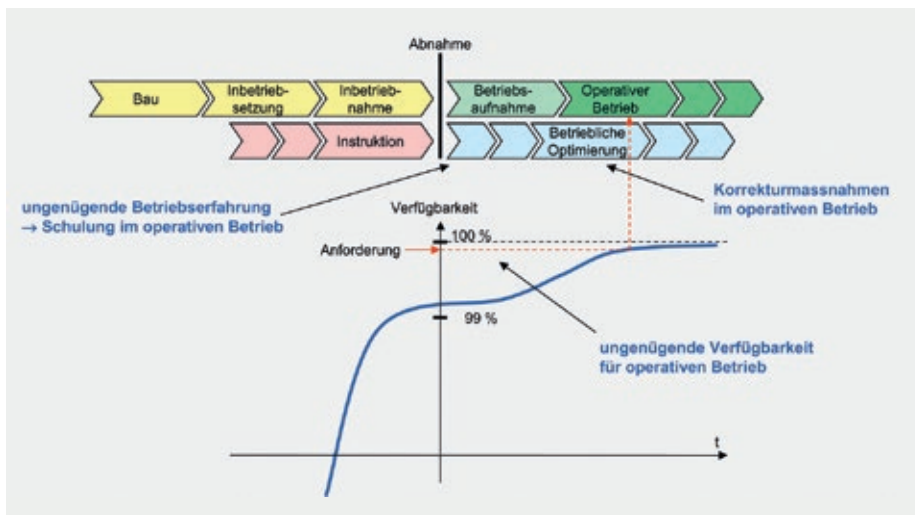 Abnahme
Bau
Inbetrieb-
setzung
Inbetrieb-
nahme
Betriebs-
aufnahme
Operativer
Betrieb
Instruktion
Betriebliche
Optimierung
ungenügende Betriebserfahrung
→ Schulung im operativen Betrieb
Korrekturmassnahmen
im operativen Betrieb
Verfügbarkeit
100 %
Anforderung
99 %
ungenügende Verfügbarkeit
für operativen Betrieb
t